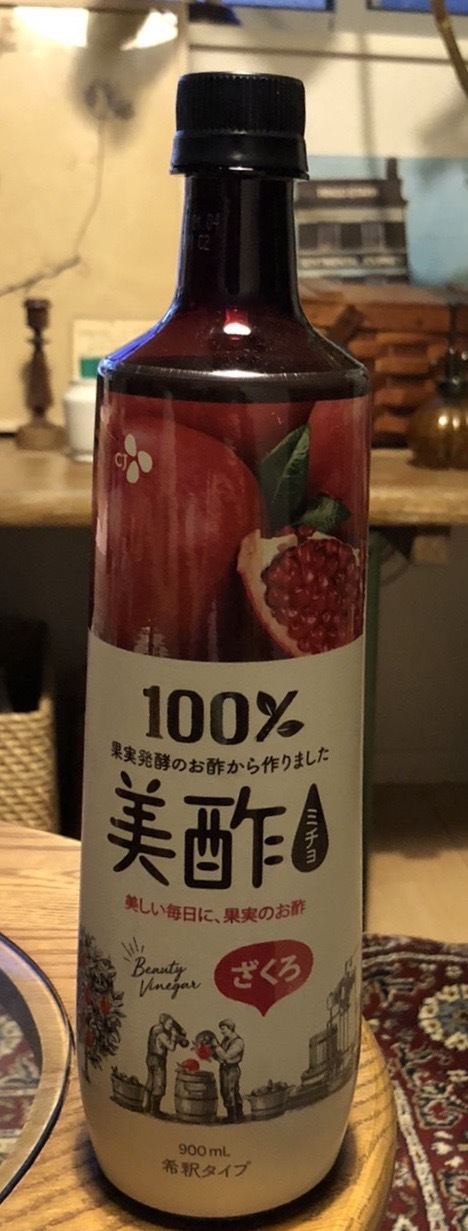 CJ
100%
果実発酵のお酢から作りました
美酢
ミチョ
美しい毎日に、果実のお酢
Beauty
Vinegar
ざくろ
900mL
希釈タイプ